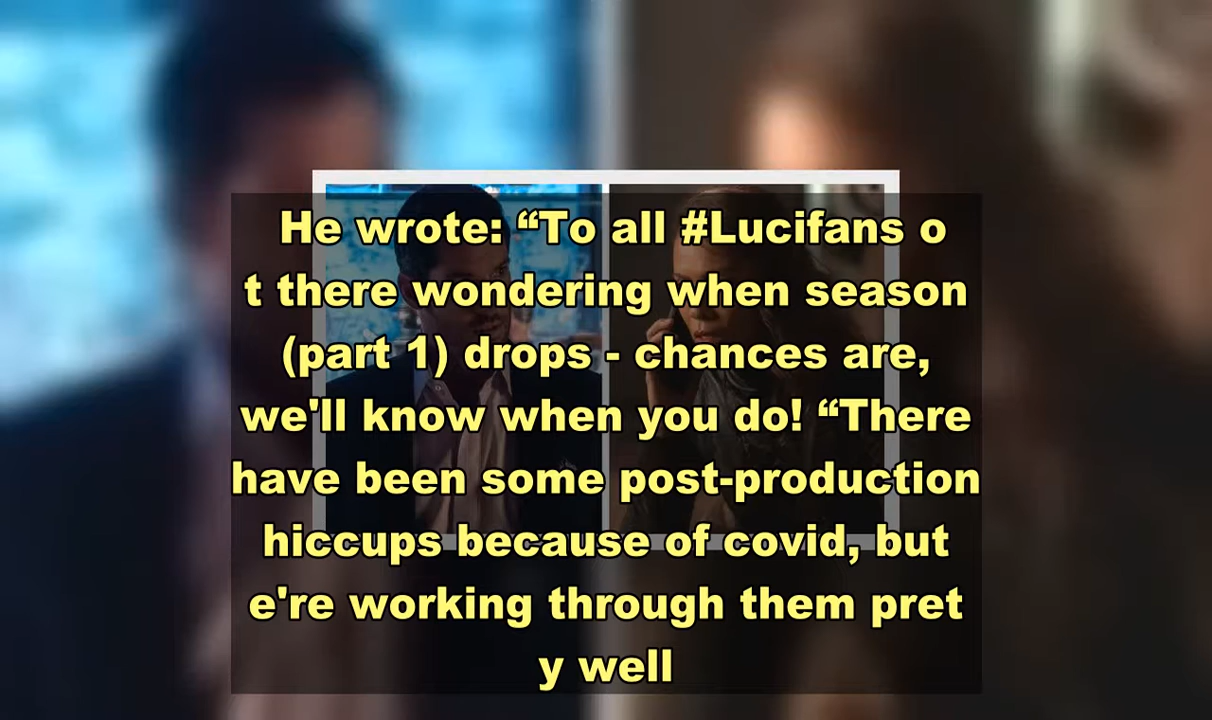 He wrote: “To all #Lucifans o
t there wondering when season
(part 1) drops - chances are,
we'll know when you do! “There
have been some post-production
hiccups because of covid, but
e're working through them pret
y well